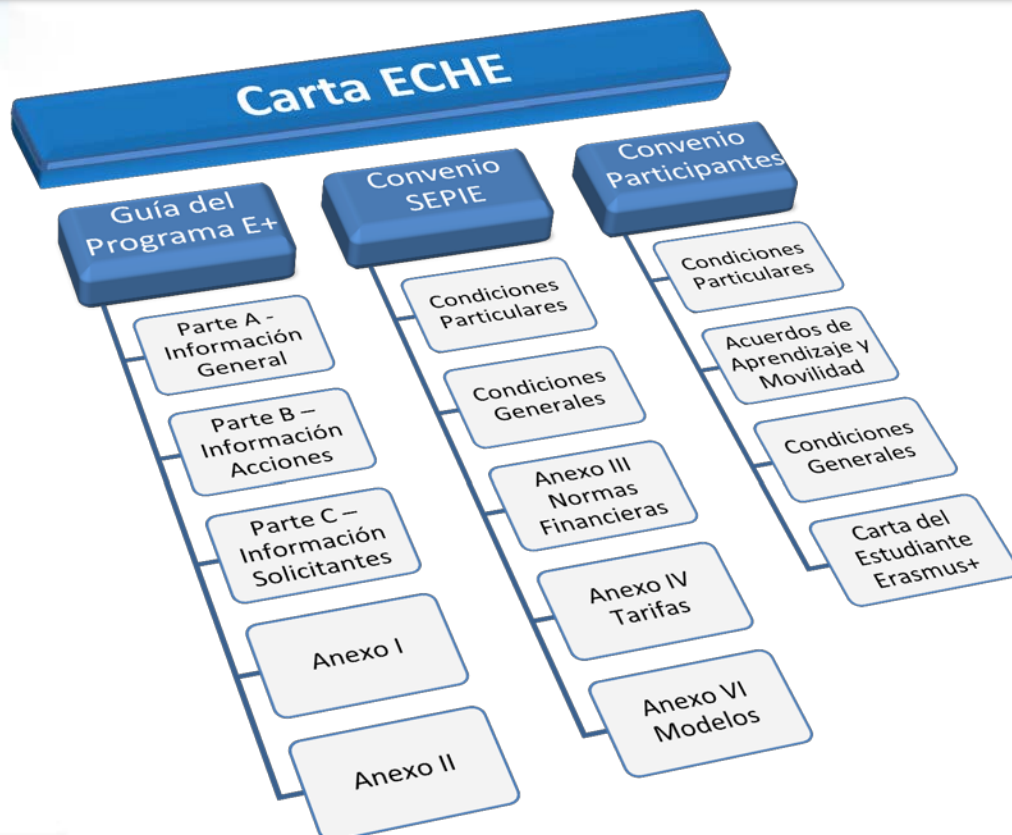 Carta ECHE
Guía del
Programa E+
Parte A -
Información
General
Parte B –
Información
Acciones
Parte C –
Información
Solicitantes
Anexo I
Anexo II
Convenio
SEPIE
Condiciones
Particulares
Condiciones
Generales
Anexo III
Normas
Financieras
Anexo IV
Tarifas
Anexo VI
Modelos
Convenio
Participantes
Condiciones
Particulares
Acuerdos de
Aprendizaje y
Movilidad
Condiciones
Generales
Carta del
Estudiante
Erasmus+